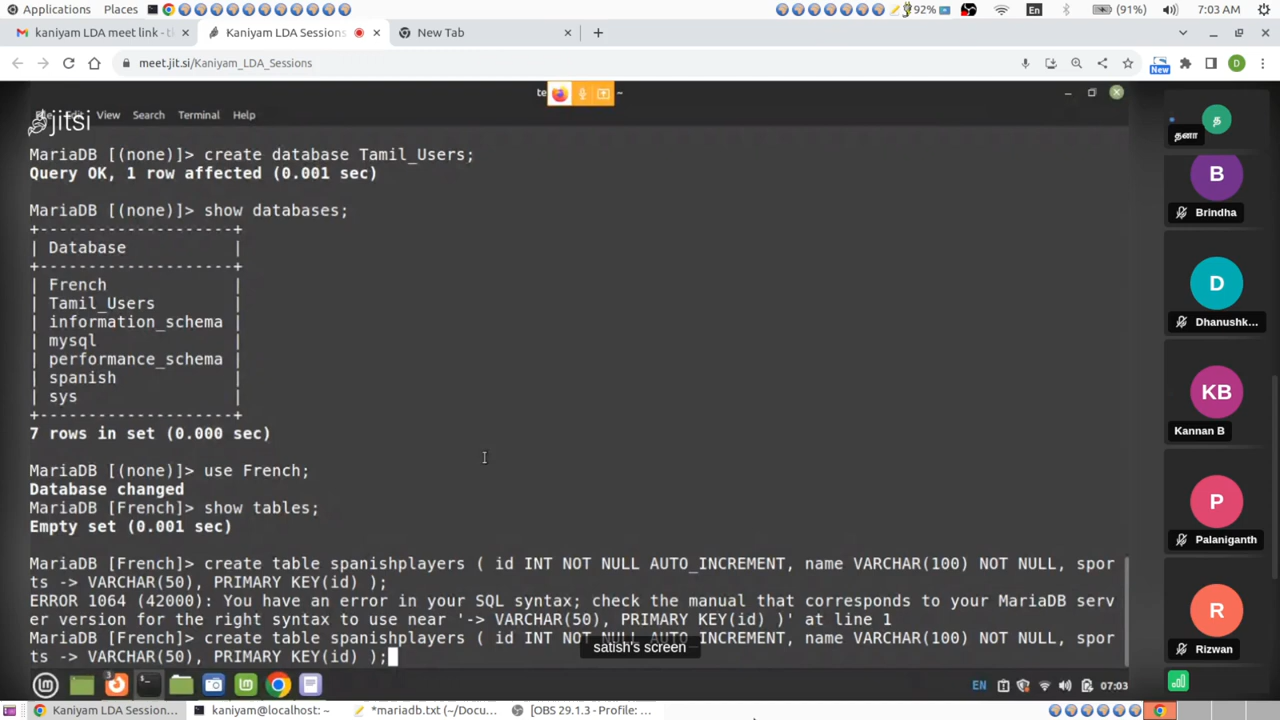 Applications Places 92% En (91%) 7:03 AM
kaniyam LDA meet link - t Kaniyam LDA Sessions New Tab
meet.jit.si/Kaniyam_LDA_Sessions New D
te ~
jitsi View Search Terminal Help
MariaDB [(none)]> create database Tamil_Users;
Query OK, 1 row affected (0.001 sec)
MariaDB [(none)]> show databases;
+--------------------+
| Database |
+--------------------+
| French |
| Tamil_Users |
| information_schema |
| mysql |
| performance_schema |
| spanish |
| sys |
+--------------------+
7 rows in set (0.000 sec)
MariaDB [(none)]> use French;
Database changed
MariaDB [French]> show tables;
Empty set (0.001 sec)
MariaDB [French]> create table spanishplayers ( id INT NOT NULL AUTO_INCREMENT, name VARCHAR(100) NOT NULL, spor
ts -> VARCHAR(50), PRIMARY KEY(id) );
ERROR 1064 (42000): You have an error in your SQL syntax; check the manual that corresponds to your MariaDB serv
er version for the right syntax to use near '-> VARCHAR(50), PRIMARY KEY(id) )' at line 1
MariaDB [French]> create table spanishplayers ( id INT NOT NULL AUTO_INCREMENT, name VARCHAR(100) NOT NULL, spor
ts -> VARCHAR(50), PRIMARY KEY(id) );
satish's screen
த
தனா
B
Brindha
D
Dhanushk...
KB
Kannan B
P
Palaniganth
R
Rizwan
EN 07:03
Kaniyam LDA Session... kaniyam@localhost: ~ *mariadb.txt (~/Docu... [OBS 29.1.3 - Profile: ...